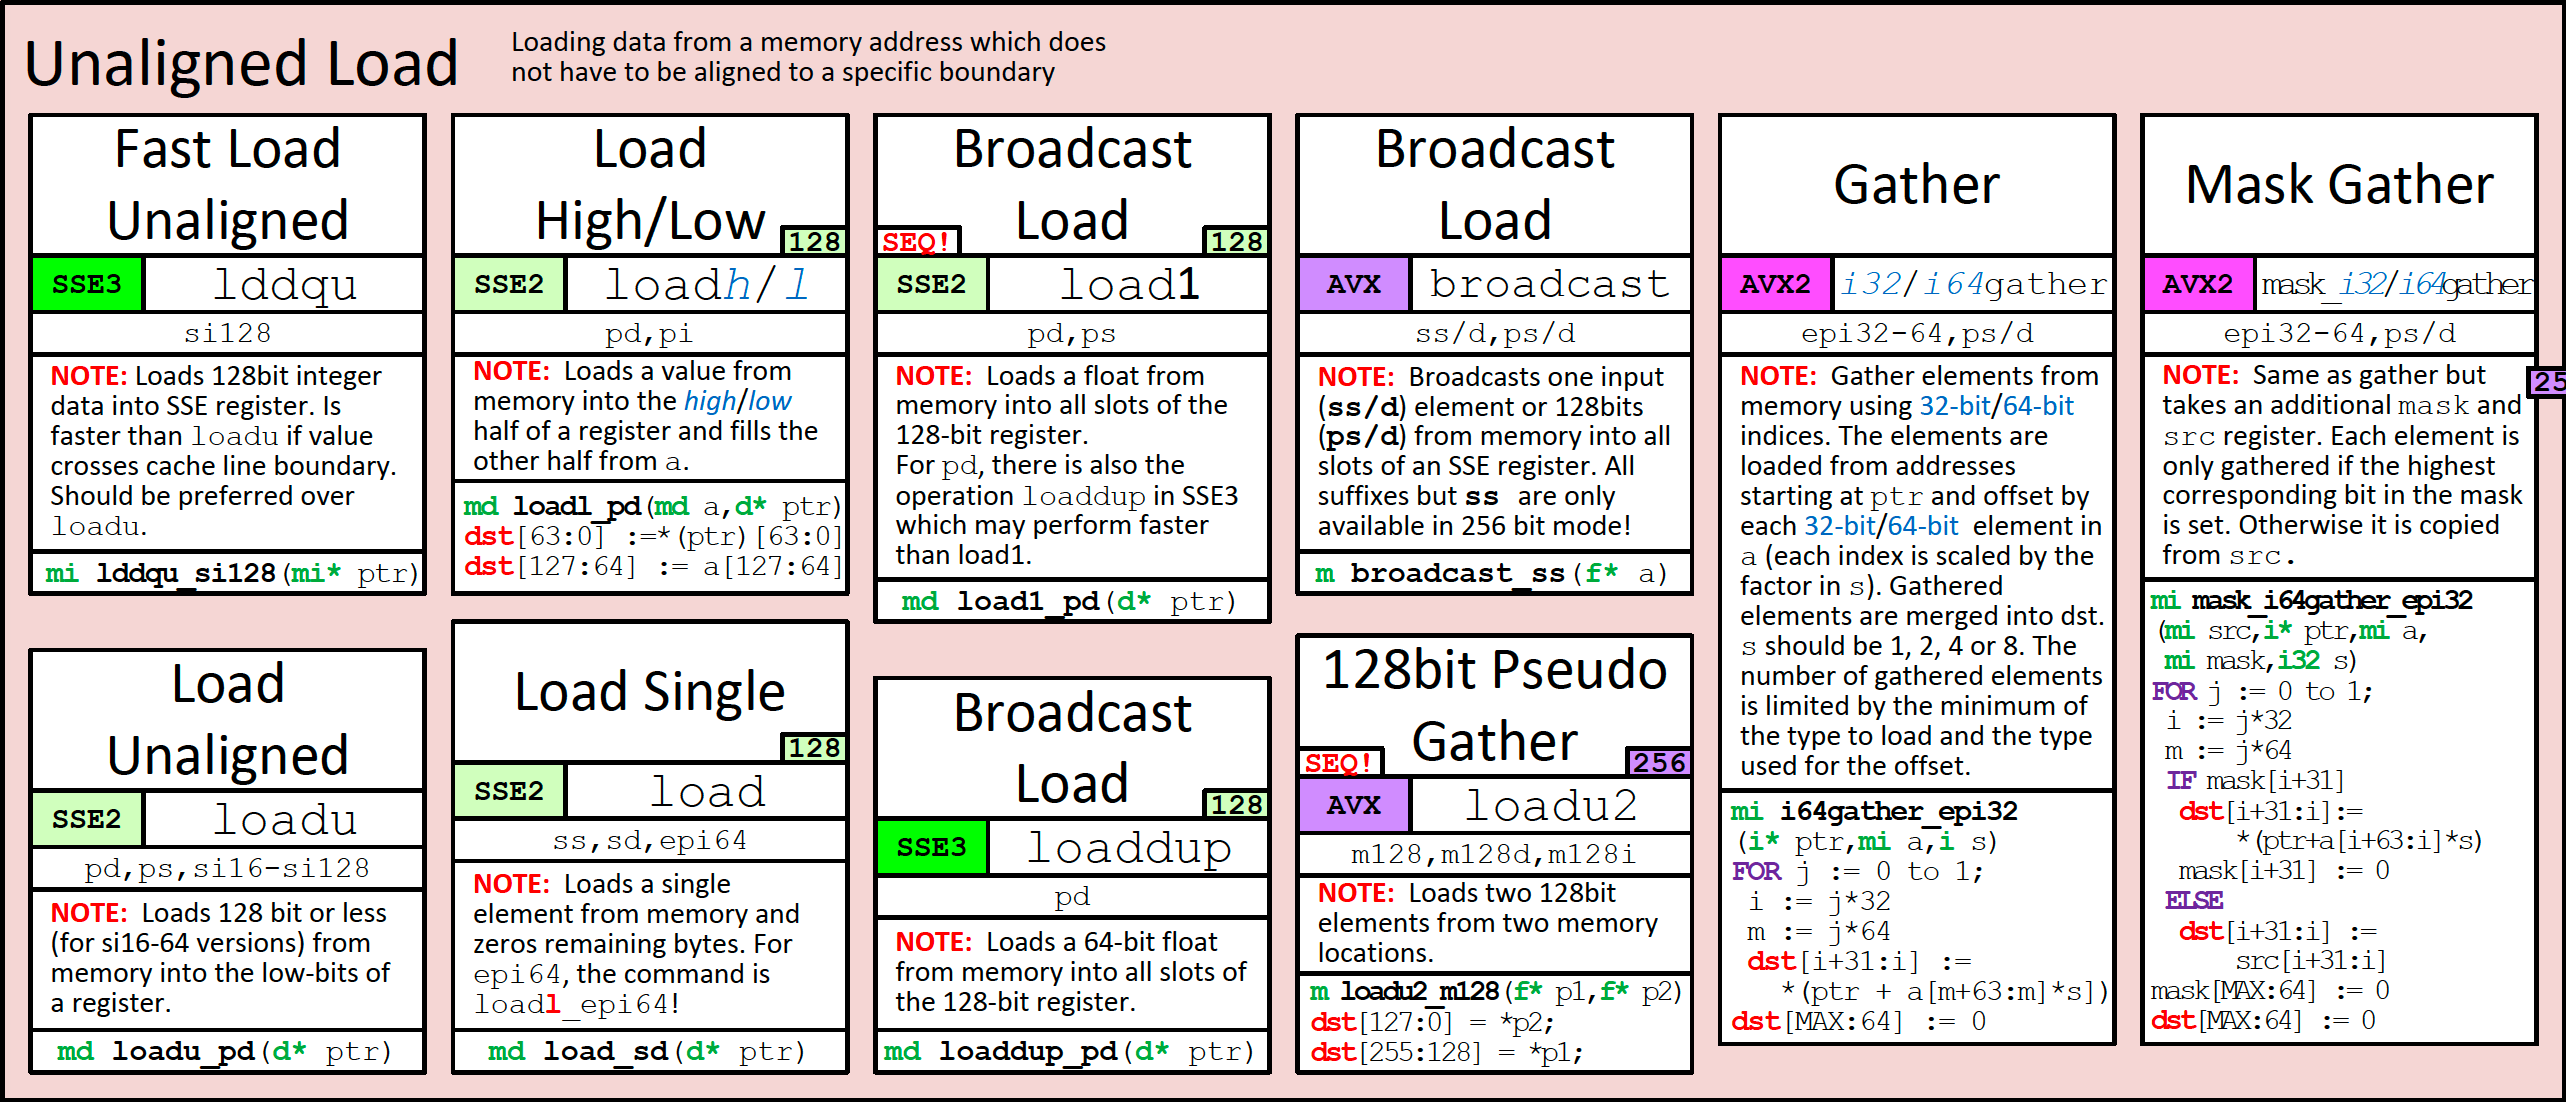 Unaligned Load
Loading data from a memory address which does
not have to be aligned to a specific boundary
Fast Load
Unaligned
SSE3
lddqu
si128
NOTE: Loads 128bit integer
data into SSE register. Is
faster than loadu if value
crosses cache line boundary.
Should be preferred over
loadu.
mi lddqu_si128(mi* ptr)
Load
Unaligned
SSE2
loadu
pd,ps,si16-si128
NOTE: Loads 128 bit or less
(for si16-64 versions) from
memory into the low-bits of
a register.
md loadu_pd(d* ptr)
Load
High/Low
128
SSE2
loadh/l
pd,pi
NOTE: Loads a value from
memory into the high/low
half of a register and fills the
other half from a.
md loadl_pd(md a,d* ptr)
dst[63:0] :=*(ptr)[63:0]
dst[127:64] := a[127:64]
Load Single
128
SSE2
load
ss,sd,epi64
NOTE: Loads a single
element from memory and
zeros remaining bytes. For
epi64, the command is
loadl_epi64!
md load_sd(d* ptr)
Broadcast
Load
SEQ!
128
SSE2
load1
pd,ps
NOTE: Loads a float from
memory into all slots of the
128-bit register.
For pd, there is also the
operation loaddup in SSE3
which may perform faster
than load1.
md load1_pd(d* ptr)
Broadcast
Load
128
SSE3
loaddup
pd
NOTE: Loads a 64-bit float
from memory into all slots of
the 128-bit register.
md loaddup_pd(d* ptr)
Broadcast
Load
AVX
broadcast
ss/d,ps/d
NOTE: Broadcasts one input
(ss/d) element or 128bits
(ps/d) from memory into all
slots of an SSE register. All
suffixes but ss are only
available in 256 bit mode!
m broadcast_ss(f* a)
128bit Pseudo
Gather
SEQ!
256
AVX
loadu2
m128,m128d,m128i
NOTE: Loads two 128bit
elements from two memory
locations.
m loadu2_m128(f* p1,f* p2)
dst[127:0] = *p2;
dst[255:128] = *p1;
Gather
AVX2
i32/i64gather
epi32-64,ps/d
NOTE: Gather elements from
memory using 32-bit/64-bit
indices. The elements are
loaded from addresses
starting at ptr and offset by
each 32-bit/64-bit element in
a (each index is scaled by the
factor in s). Gathered
elements are merged into dst.
s should be 1, 2, 4 or 8. The
number of gathered elements
is limited by the minimum of
the type to load and the type
used for the offset.
mi i64gather_epi32
(i* ptr,mi a,i s)
FOR j := 0 to 1;
i := j*32
m := j*64
dst[i+31:i] :=
*(ptr + a[m+63:m]*s])
dst[MAX:64] := 0
Mask Gather
AVX2
mask_i32/i64gather
epi32-64,ps/d
25
NOTE: Same as gather but
takes an additional mask and
src register. Each element is
only gathered if the highest
corresponding bit in the mask
is set. Otherwise it is copied
from src.
mi mask_i64gather_epi32
(mi src,i* ptr,mi a,
mi mask,i32 s)
FOR j := 0 to 1;
i := j*32
m := j*64
IF mask[i+31]
dst[i+31:i]:=
*(ptr+a[i+63:i]*s)
mask[i+31] := 0
ELSE
dst[i+31:i] :=
src[i+31:i]
mask[MAX:64] := 0
dst[MAX:64] := 0